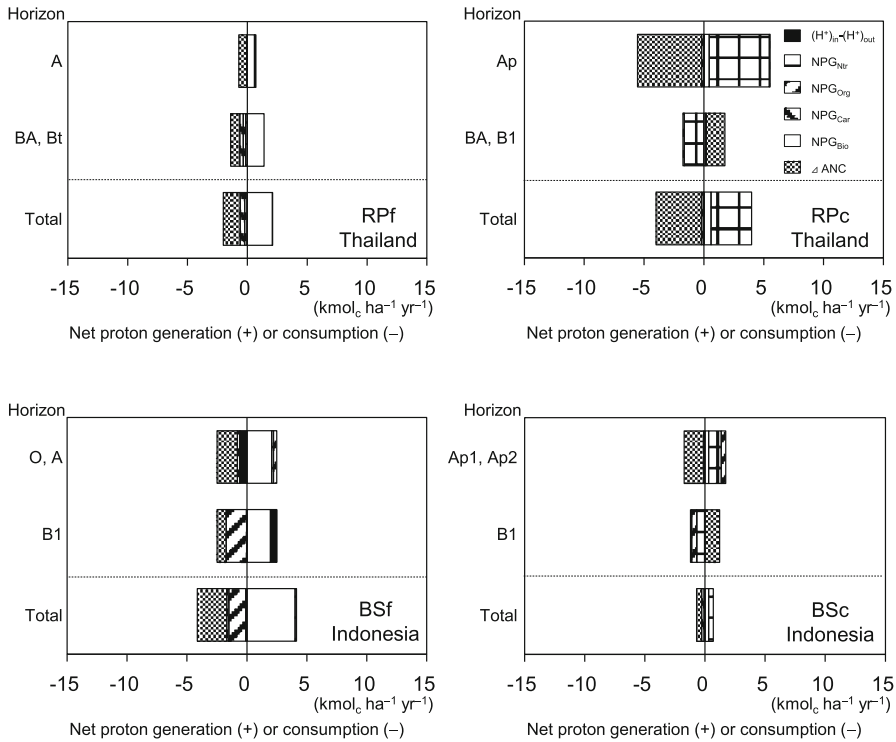 Horizon
A
BA, Bt
Total
RPf
Thailand
-15 -10 -5 0 5 10 15
(kmolc ha−1 yr−1)
Net proton generation (+) or consumption (−)
Horizon
Ap
BA, B1
Total
(H+)in-(H+)out
NPGNtr
NPGOrg
NPGCar
NPGBio
⊿ ANC
RPc
Thailand
-15 -10 -5 0 5 10 15
(kmolc ha−1 yr−1)
Net proton generation (+) or consumption (−)
Horizon
O, A
B1
Total
BSf
Indonesia
-15 -10 -5 0 5 10 15
(kmolc ha−1 yr−1)
Net proton generation (+) or consumption (−)
Horizon
Ap1, Ap2
B1
Total
BSc
Indonesia
-15 -10 -5 0 5 10 15
(kmolc ha−1 yr−1)
Net proton generation (+) or consumption (−)